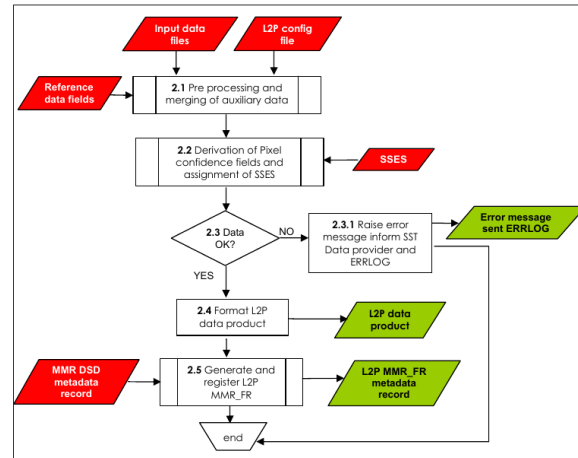 Input data
files
L2P config
file
Reference
data fields
2.1 Pre processing and
merging of auxiliary data
2.2 Derivation of Pixel
confidence fields and
assignment of SSES
SSES
2.3 Data
OK?
NO
2.3.1 Raise error
message inform SST
Data provider and
ERRLOG
Error message
sent ERRLOG
YES
2.4 Format L2P
data product
L2P data
product
MMR DSD
metadata
record
2.5 Generate and
register L2P
MMR_FR
L2P MMR_FR
metadata
record
end